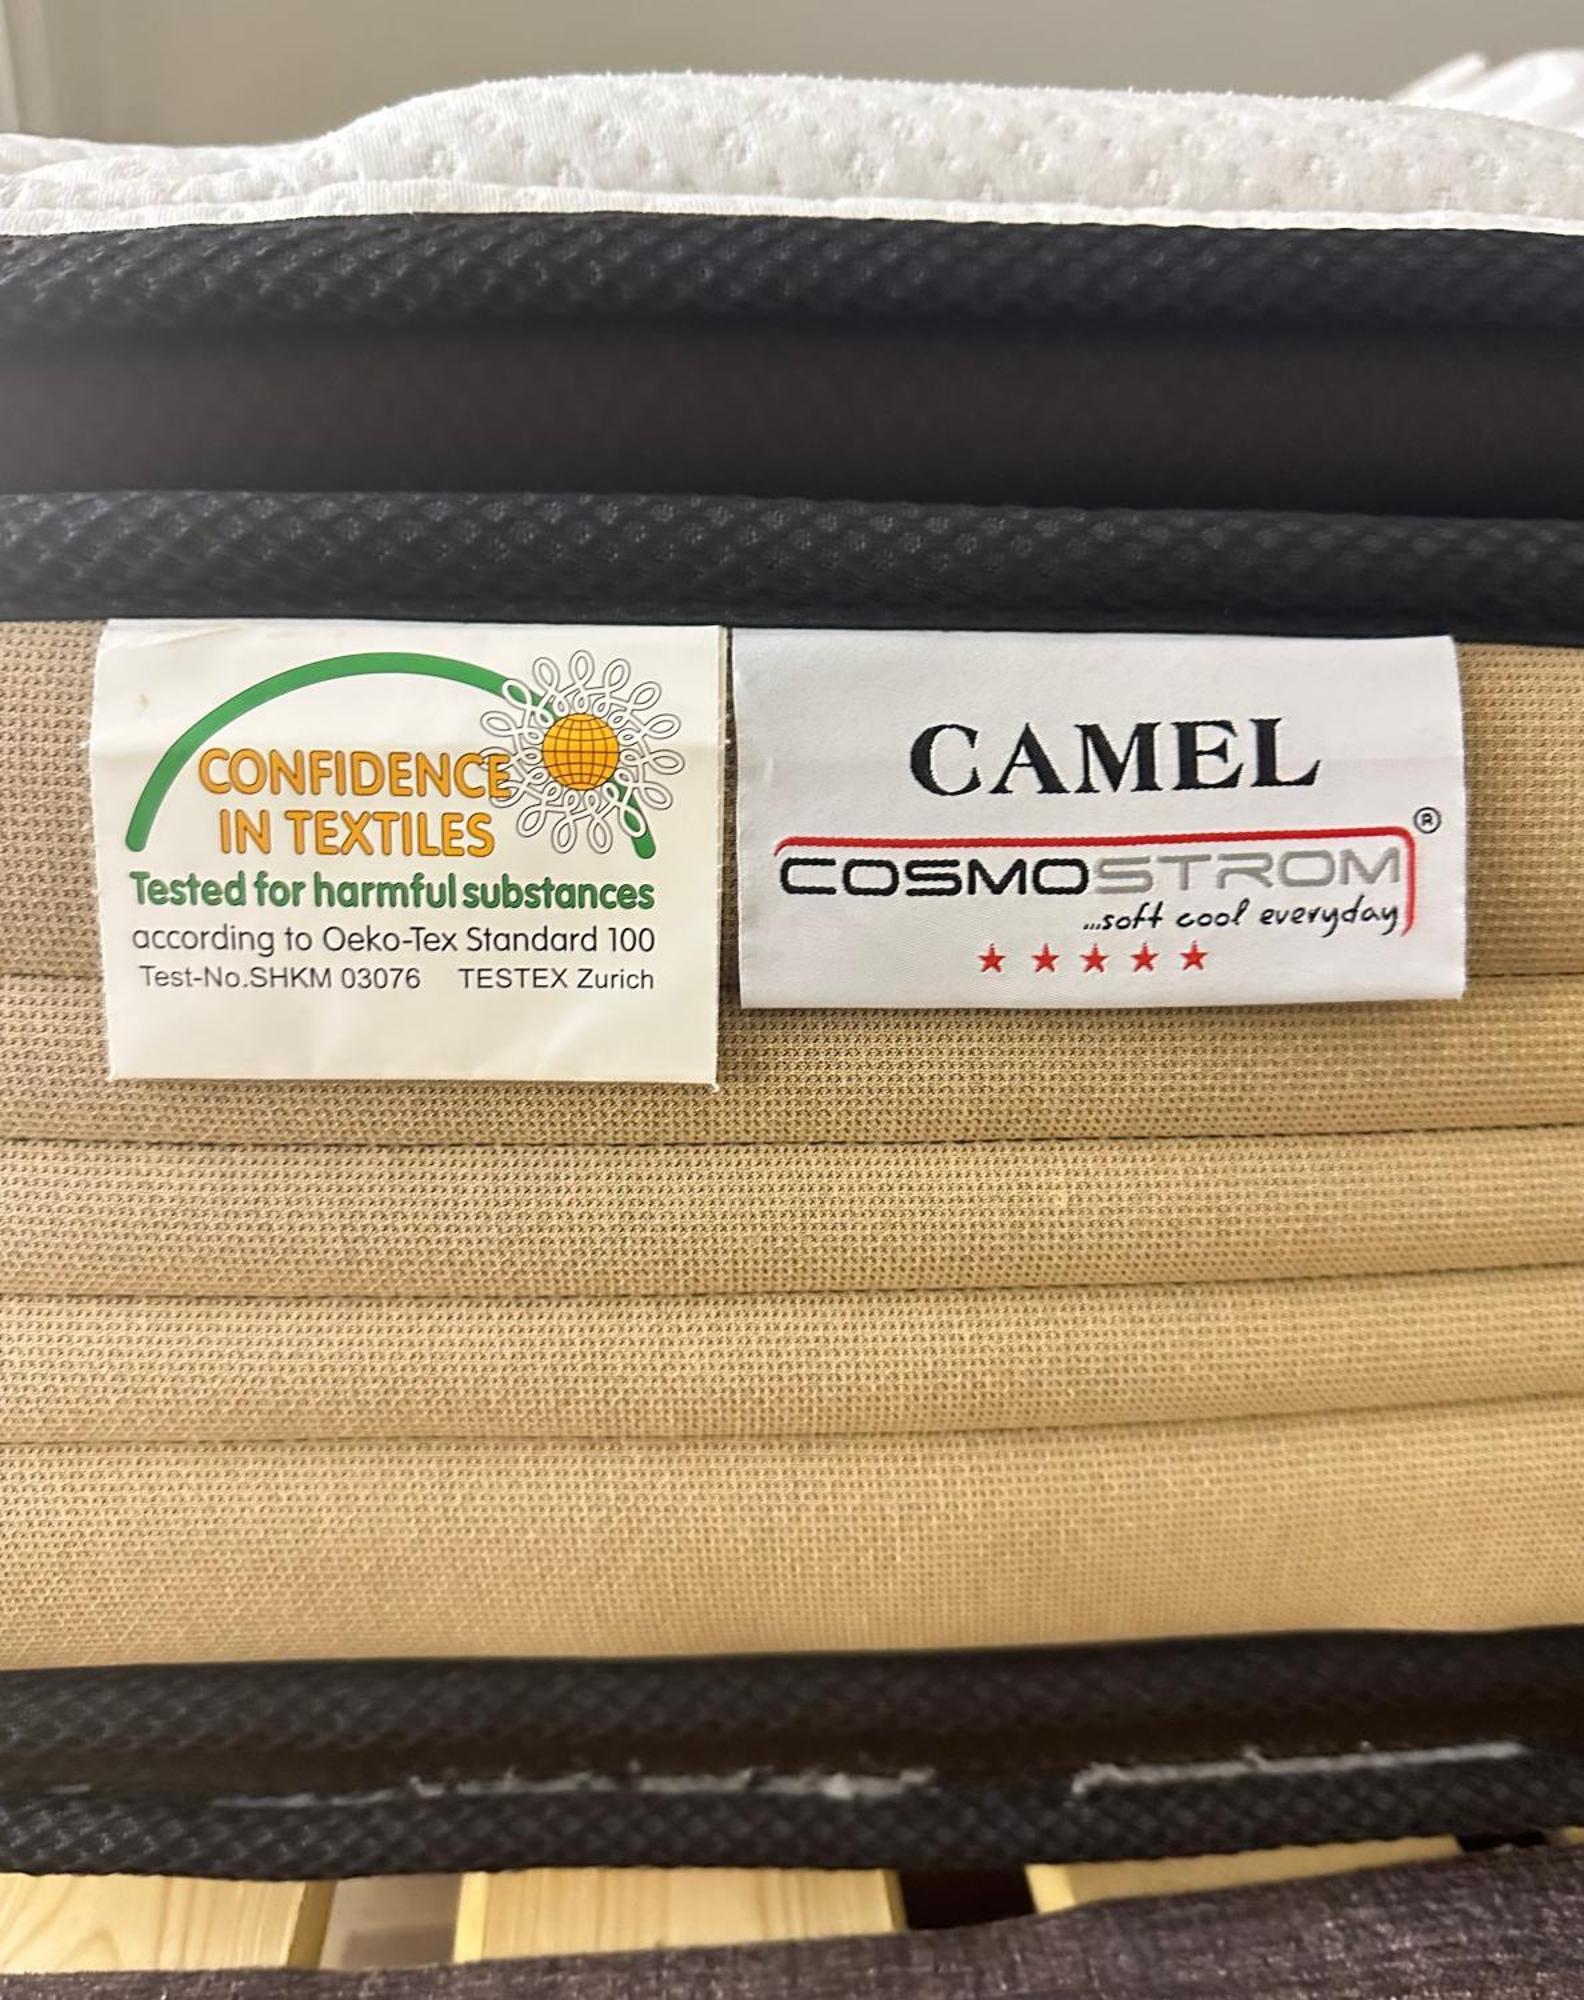 CONFIDENCE
IN TEXTILES
Tested for harmful substances
according to Oeko-Tex Standard 100
Test-No.SHKM 03076 TESTEX Zurich
CAMEL
COSMOSTROM®
...soft cool everyday